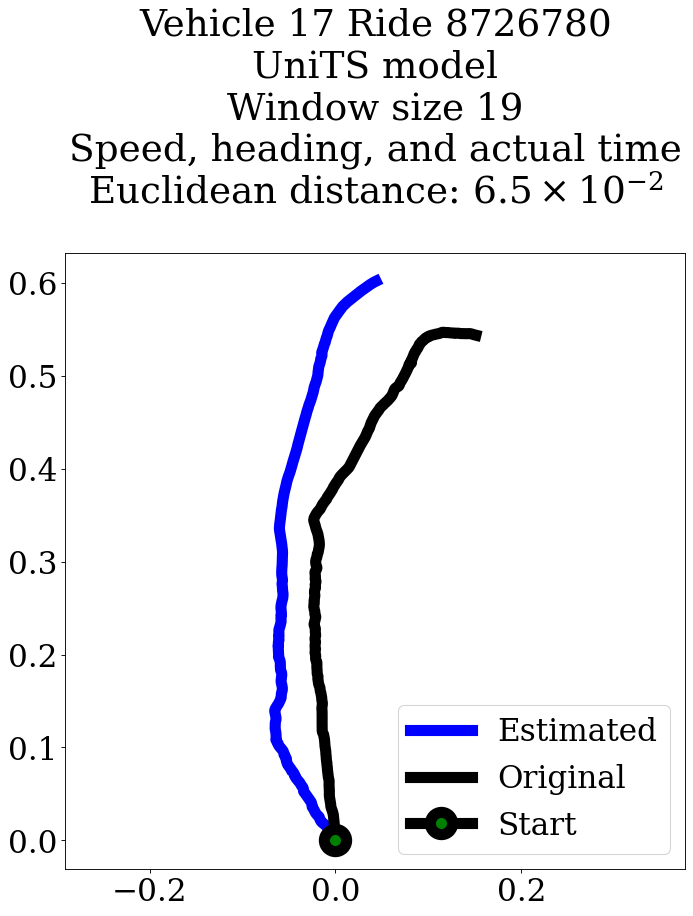 Vehicle 17 Ride 8726780
UniTS model
Window size 19
Speed, heading, and actual time
Euclidean distance: 6.5 × 10⁻²
0.6
0.5
0.4
0.3
0.2
0.1
0.0
Estimated
Original
Start
−0.2 0.0 0.2